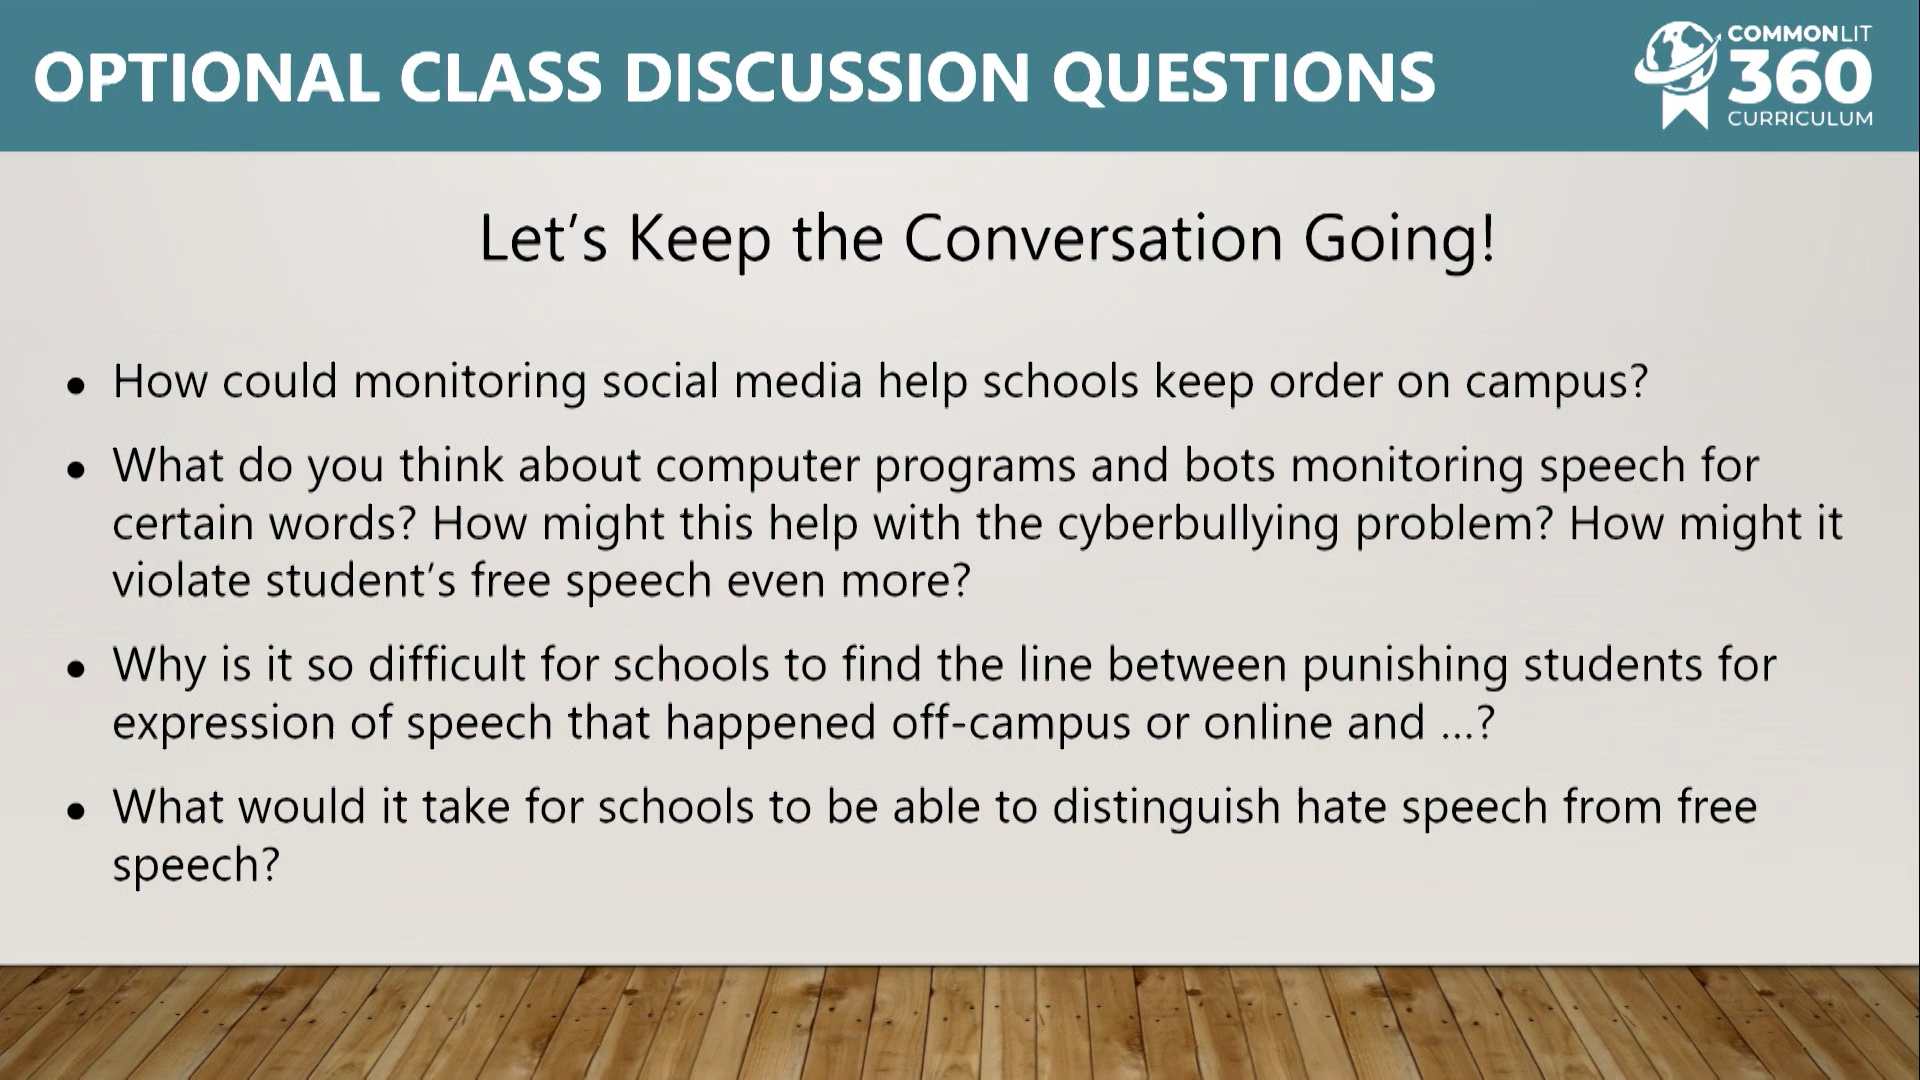 OPTIONAL CLASS DISCUSSION QUESTIONS
COMMONLIT
360
CURRICULUM
Let's Keep the Conversation Going!
• How could monitoring social media help schools keep order on campus?
• What do you think about computer programs and bots monitoring speech for
certain words? How might this help with the cyberbullying problem? How might it
violate student's free speech even more?
• Why is it so difficult for schools to find the line between punishing students for
expression of speech that happened off-campus or online and ...?
• What would it take for schools to be able to distinguish hate speech from free
speech?